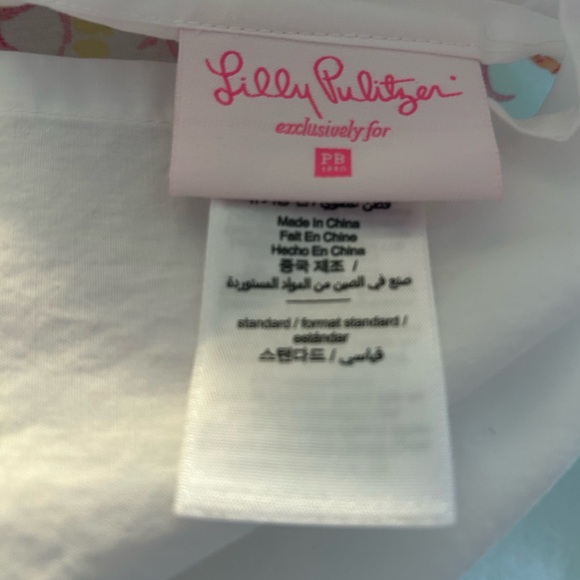 Lilly Pulitzer
exclusively for
PB
teen
Made In China
Fait En Chine
Hecho En China
중국 제조 /
صنع في الصين من المواد المستوردة
standard / format standard /
estándar
스탠다드 / قياسي